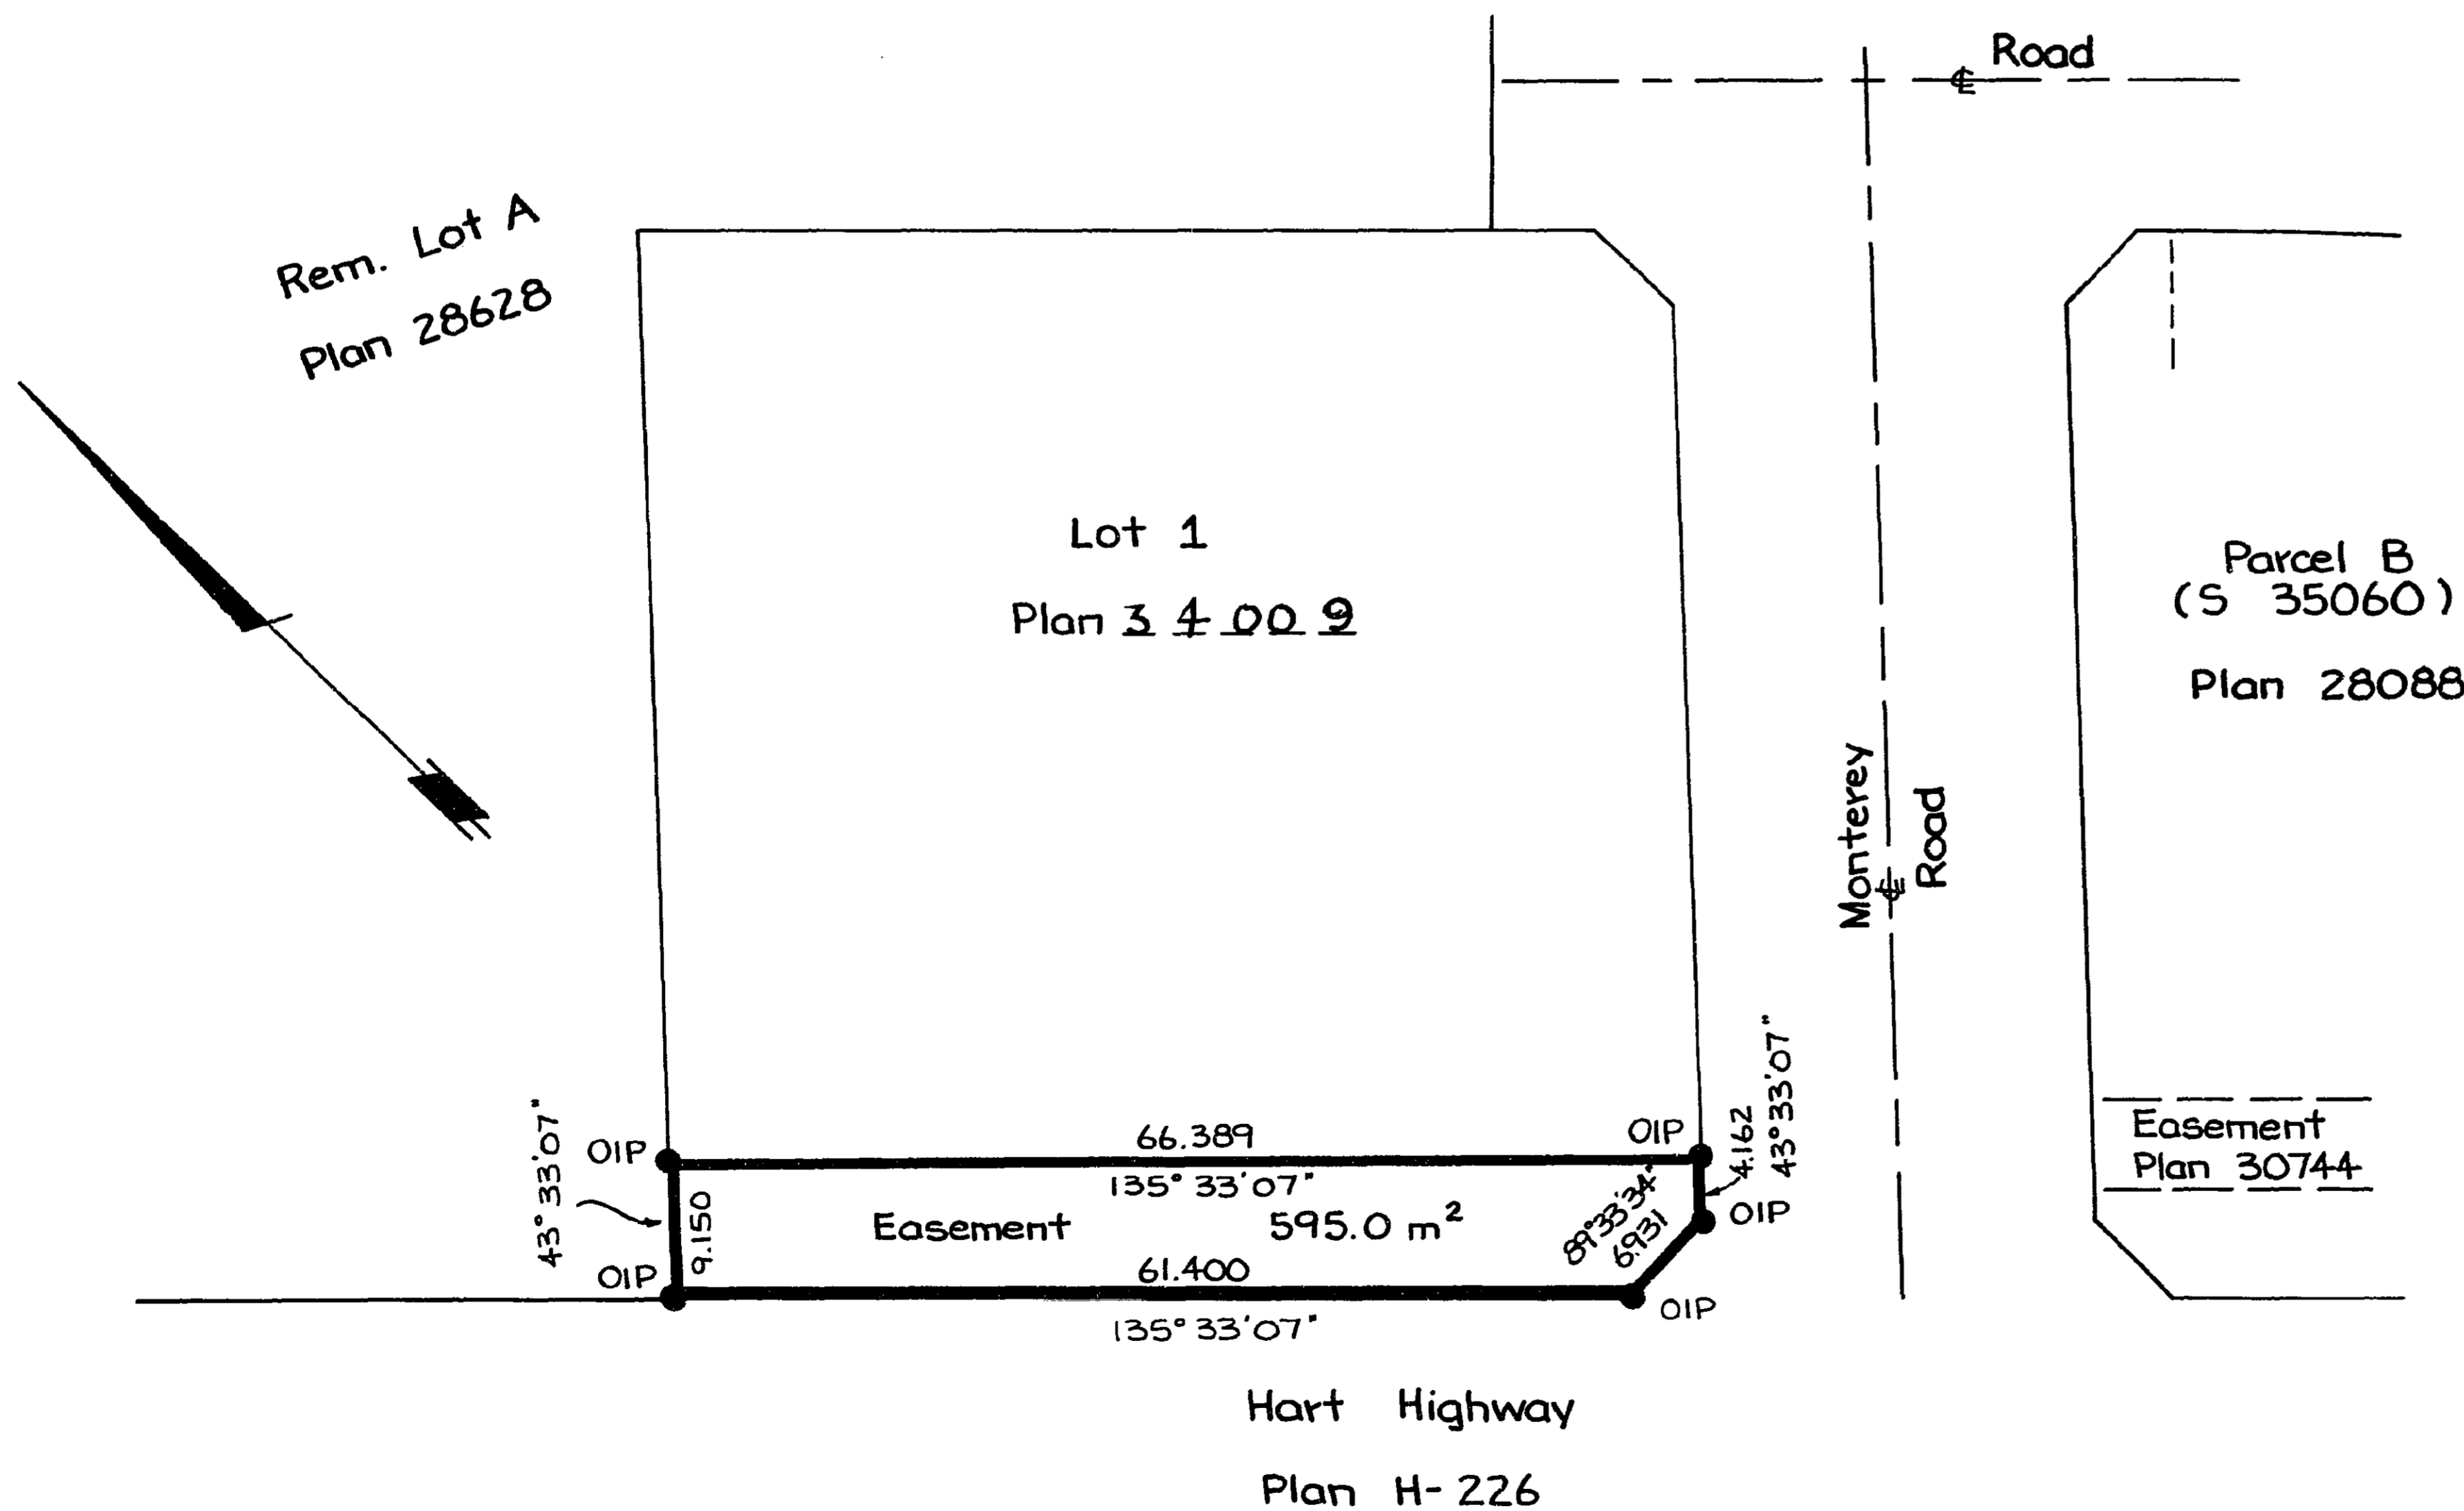 Road
℄
Rem. Lot A
Plan 28628
Lot 1
Plan 34009
Parcel B
(S 35060)
Plan 28088
Monterey
℄
Road
43°33'07"
9.150
OIP
OIP
66.389
135°33'07"
Easement 595.0 m²
61.400
135°33'07"
OIP
4.162
43°33'07"
89°33'34"
6.931
OIP
OIP
Easement
Plan 30744
Hart Highway
Plan H-226